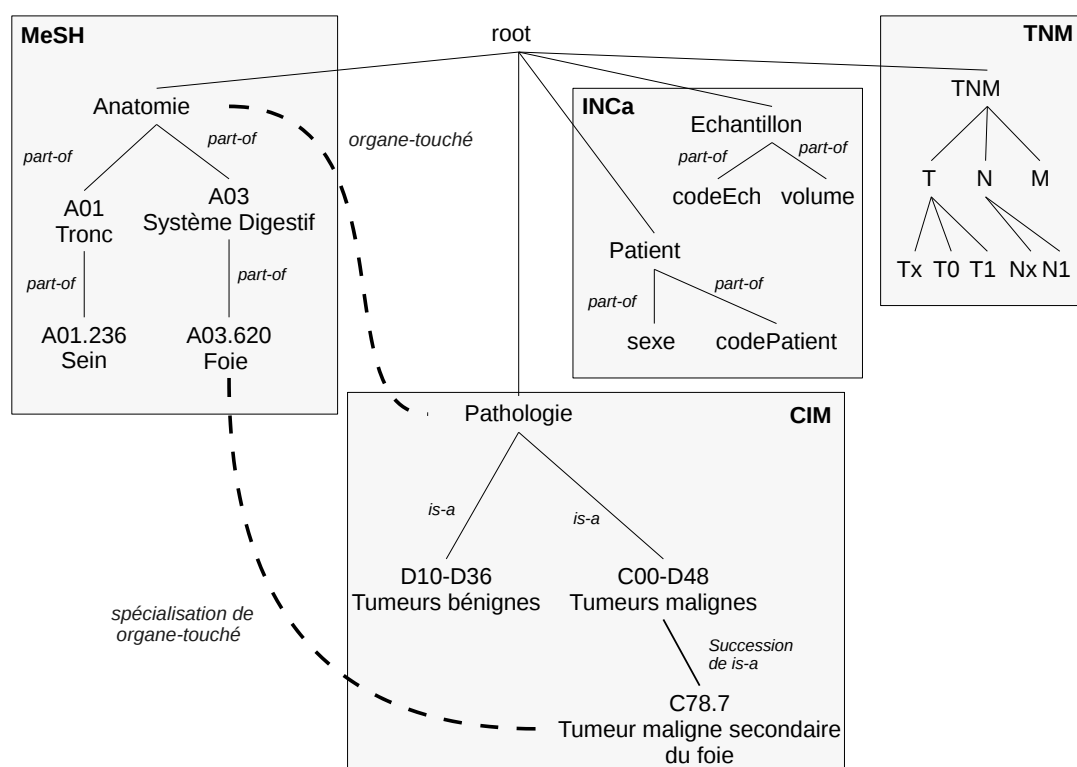 MeSH
root
TNM
Anatomie
TNM
INCa
Echantillon
organe-touché
part-of
part-of
part-of
part-of
T
N
M
codeEch
volume
A01
Tronc
A03
Système Digestif
Patient
Tx
T0
T1
Nx
N1
part-of
part-of
part-of
part-of
A01.236
Sein
A03.620
Foie
sexe
codePatient
Pathologie
CIM
is-a
is-a
D10-D36
Tumeurs bénignes
C00-D48
Tumeurs malignes
spécialisation de
organe-touché
Succession
de is-a
C78.7
Tumeur maligne secondaire
du foie